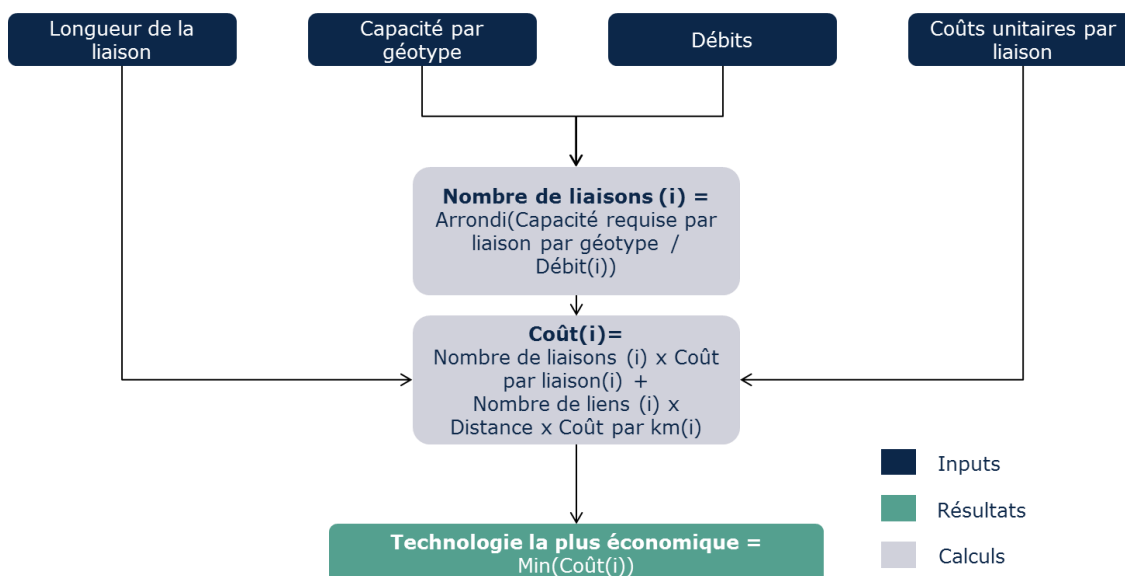 Longueur de la
liaison
Capacité par
géotype
Débits
Coûts unitaires par
liaison
Nombre de liaisons (i) =
Arrondi(Capacité requise par
liaison par géotype /
Débit(i))
Coût(i)=
Nombre de liaisons (i) x Coût
par liaison(i) +
Nombre de liens (i) x
Distance x Coût par km(i)
Technologie la plus économique =
Min(Coût(i))
Inputs
Résultats
Calculs